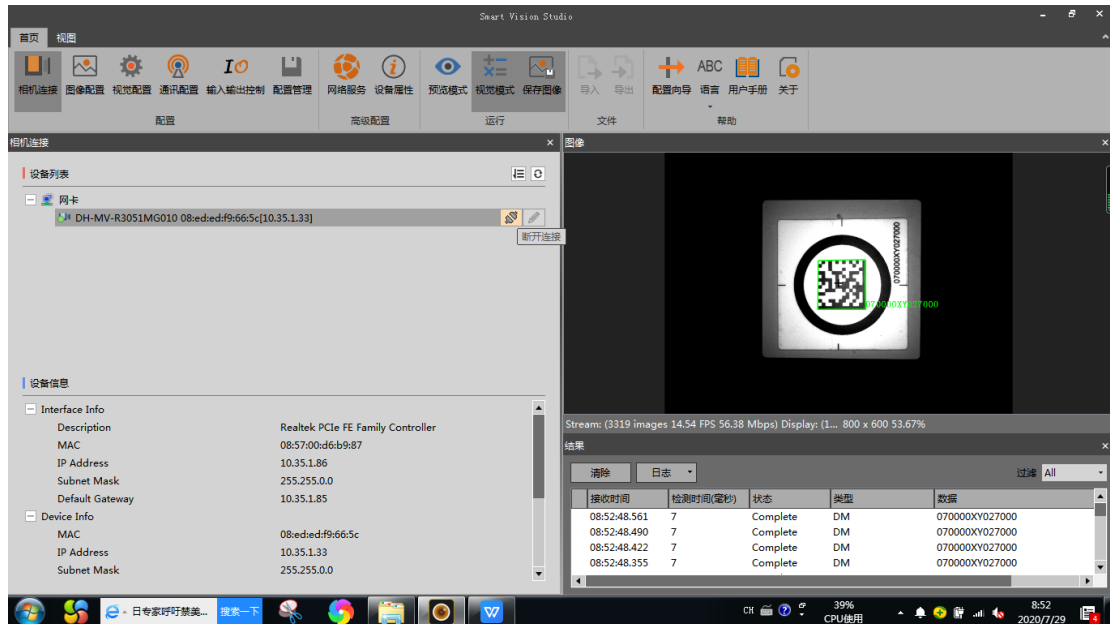 Smart Vision Studio
首页 视图
相机连接 图像配置 视觉配置 通讯配置 IO 输入输出控制 配置管理 网络服务 设备属性 预览模式 视觉模式 保存图像 导入 导出 配置向导 ABC 语言 用户手册 关于
配置 高级配置 运行 文件 帮助
相机连接
设备列表
网卡
DH-MV-R3051MG010 08:ed:ed:f9:66:5c[10.35.1.33]
断开连接
设备信息
Interface Info
Description Realtek PCIe FE Family Controller
MAC 08:57:00:d6:b9:87
IP Address 10.35.1.86
Subnet Mask 255.255.0.0
Default Gateway 10.35.1.85
Device Info
MAC 08:ed:ed:f9:66:5c
IP Address 10.35.1.33
Subnet Mask 255.255.0.0
图像
070000XY027000
070000XY027000
Stream: (3319 images 14.54 FPS 56.38 Mbps) Display: (1... 800 x 600 53.67%
结果
清除 日志 过滤 All
接收时间 检测时间(毫秒) 状态 类型 数据
08:52:48.561 7 Complete DM 070000XY027000
08:52:48.490 7 Complete DM 070000XY027000
08:52:48.422 7 Complete DM 070000XY027000
08:52:48.355 7 Complete DM 070000XY027000
日专家呼吁禁美... 搜索一下
CH 39% 8:52
CPU使用 2020/7/29 4